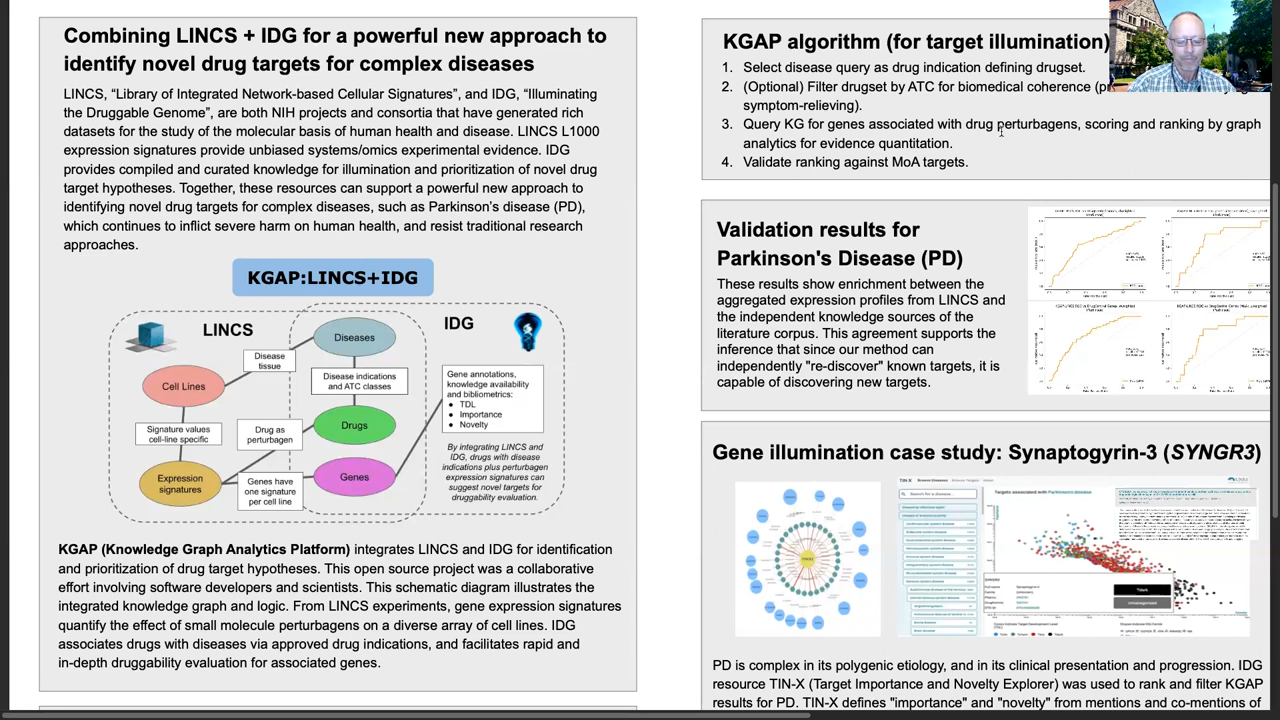 Combining LINCS + IDG for a powerful new approach to
identify novel drug targets for complex diseases
LINCS, “Library of Integrated Network-based Cellular Signatures”, and IDG, “Illuminating
the Druggable Genome”, are both NIH projects and consortia that have generated rich
datasets for the study of the molecular basis of human health and disease. LINCS L1000
expression signatures provide unbiased systems/omics experimental evidence. IDG
provides compiled and curated knowledge for illumination and prioritization of novel drug
target hypotheses. Together, these resources can support a powerful new approach to
identifying novel drug targets for complex diseases, such as Parkinson’s disease (PD),
which continues to inflict severe harm on human health, and resist traditional research
approaches.
KGAP:LINCS+IDG
LINCS
IDG
Diseases
Disease
tissue
Cell Lines
Disease indications
and ATC classes
Gene annotations,
knowledge availability
and bibliometrics:
● TDL
● Importance
● Novelty
Signature values
cell-line specific
Drug as
perturbagen
Drugs
By integrating LINCS and
IDG, drugs with disease
indications plus perturbagen
expression signatures can
suggest novel targets for
druggability evaluation.
Expression
signatures
Genes have
one signature
per cell line
Genes
KGAP (Knowledge Graph Analytics Platform) integrates LINCS and IDG for identification
and prioritization of drug target hypotheses. This open source project was a collaborative
effort involving software engineers and scientists. The schematic diagram illustrates the
integrated knowledge graph and logic. From LINCS experiments, gene expression signatures
quantify the effect of small molecule perturbations on a diverse array of cell lines. IDG
associates drugs with diseases via approved drug indications, and facilitates rapid and
in-depth druggability evaluation for associated genes.
KGAP algorithm (for target illumination)
1. Select disease query as drug indication defining drugset.
2. (Optional) Filter drugset by ATC for biomedical coherence
symptom-relieving).
3. Query KG for genes associated with drug perturbagens, scoring and ranking by graph
analytics for evidence quantitation.
4. Validate ranking against MoA targets.
Validation results for
Parkinson's Disease (PD)
These results show enrichment between the
aggregated expression profiles from LINCS and
the independent knowledge sources of the
literature corpus. This agreement supports the
inference that since our method can
independently "re-discover" known targets, it is
capable of discovering new targets.
Gene illumination case study: Synaptogyrin-3 (SYNGR3)
TIN-X
Targets associated with Parkinson's disease
PD is complex in its polygenic etiology, and in its clinical presentation and progression. IDG
resource TIN-X (Target Importance and Novelty Explorer) was used to rank and filter KGAP
results for PD. TIN-X defines "importance" and "novelty" from mentions and co-mentions of